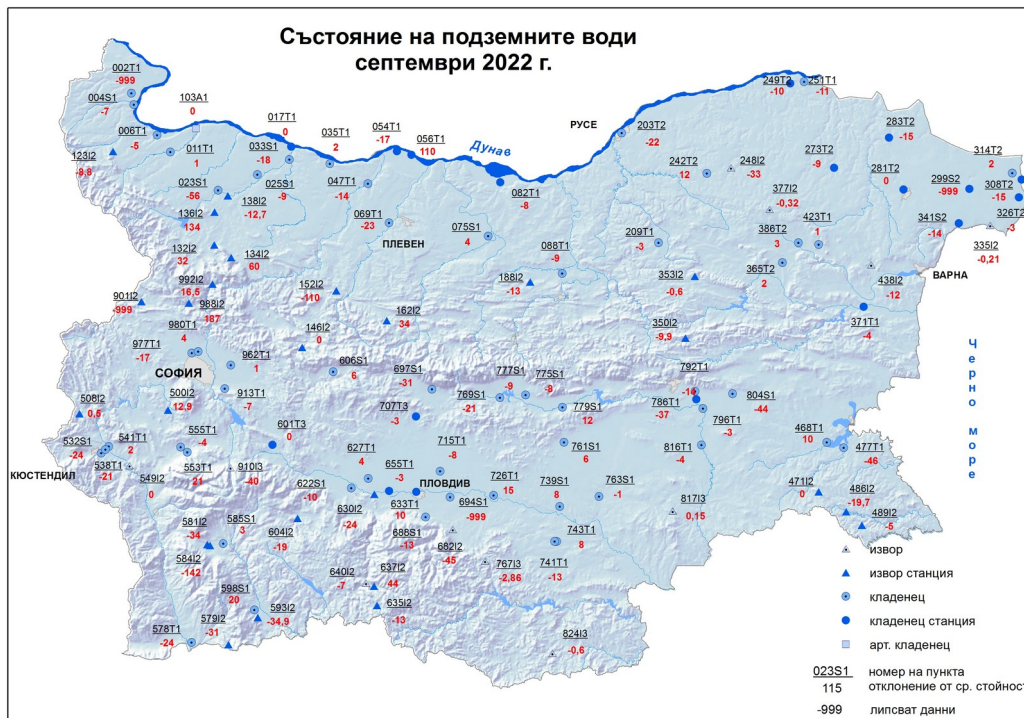 Състояние на подземните води
септември 2022 г.
002T1
-999
004S1
-7
103A1
0
006T1
-5
011T1
1
123I2
-8,8
017T1
0
033S1
-18
035T1
2
054T1
-17
056T1
110
Дунав
РУСЕ
203T2
-22
249T2
-10
251T1
-11
283T2
-15
273T2
-9
281T2
0
314T2
2
299S2
-999
308T2
-15
326T2
-3
341S2
-14
335I2
-0,21
ВАРНА
242T2
12
248I2
-33
377I2
-0,32
423T1
1
386T2
3
365T2
2
438I2
-12
371T1
-4
023S1
-56
025S1
-9
138I2
-12,7
136I2
134
047T1
-14
069T1
-23
ПЛЕВЕН
075S1
4
082T1
-8
088T1
-9
209T1
-3
132I2
32
134I2
60
992I2
16,5
988I2
187
901I2
-999
152I2
-110
162I2
34
188I2
-13
353I2
-0,6
350I2
-9,9
980T1
4
977T1
-17
СОФИЯ
962T1
1
146I2
0
606S1
6
697S1
-31
777S1
-9
775S1
-8
769S1
-21
779S1
12
792T1
-16
786T1
-37
804S1
-44
796T1
-3
816T1
-4
468T1
10
477T1
-46
Черно море
508I2
0,5
500I2
12,9
913T1
-7
707T3
-3
601T3
0
532S1
-24
541T1
2
538T1
-21
КЮСТЕНДИЛ
555T1
-4
553T1
21
549I2
0
910I3
-40
627T1
4
622S1
-10
655T1
-3
715T1
-8
ПЛОВДИВ
726T1
15
761S1
6
739S1
8
763S1
-1
630I2
-24
633T1
10
694S1
-999
688S1
-13
682I2
-45
743T1
8
741T1
-13
817I3
0,15
471I2
0
486I2
-19,7
489I2
-5
581I2
-34
585S1
3
584I2
-142
604I2
-19
598S1
20
593I2
-34,9
578T1
-24
579I2
-31
640I2
-7
637I2
44
635I2
-13
767I3
-2,86
824I3
-0,6
извор
извор станция
кладенец
кладенец станция
арт. кладенец
023S1 номер на пункта
115 отклонение от ср. стойност
-999 липсват данни